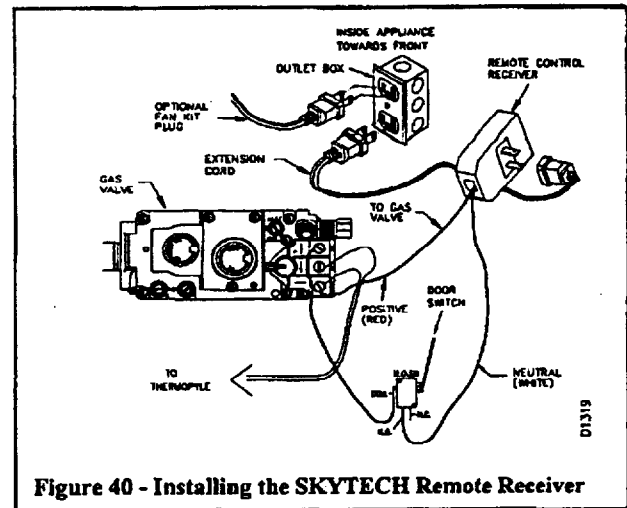 INSIDE APPLIANCE
TOWARDS FRONT
OUTLET BOX
REMOTE CONTROL
RECEIVER
OPTIONAL
FAN KIT
PLUG
EXTENSION
CORD
GAS
VALVE
TO GAS
VALVE
POSITIVE
(RED)
DOOR
SWITCH
TO
THERMOPYLE
NEUTRAL
(WHITE)
N.C.
D1319
Figure 40 - Installing the SKYTECH Remote Receiver